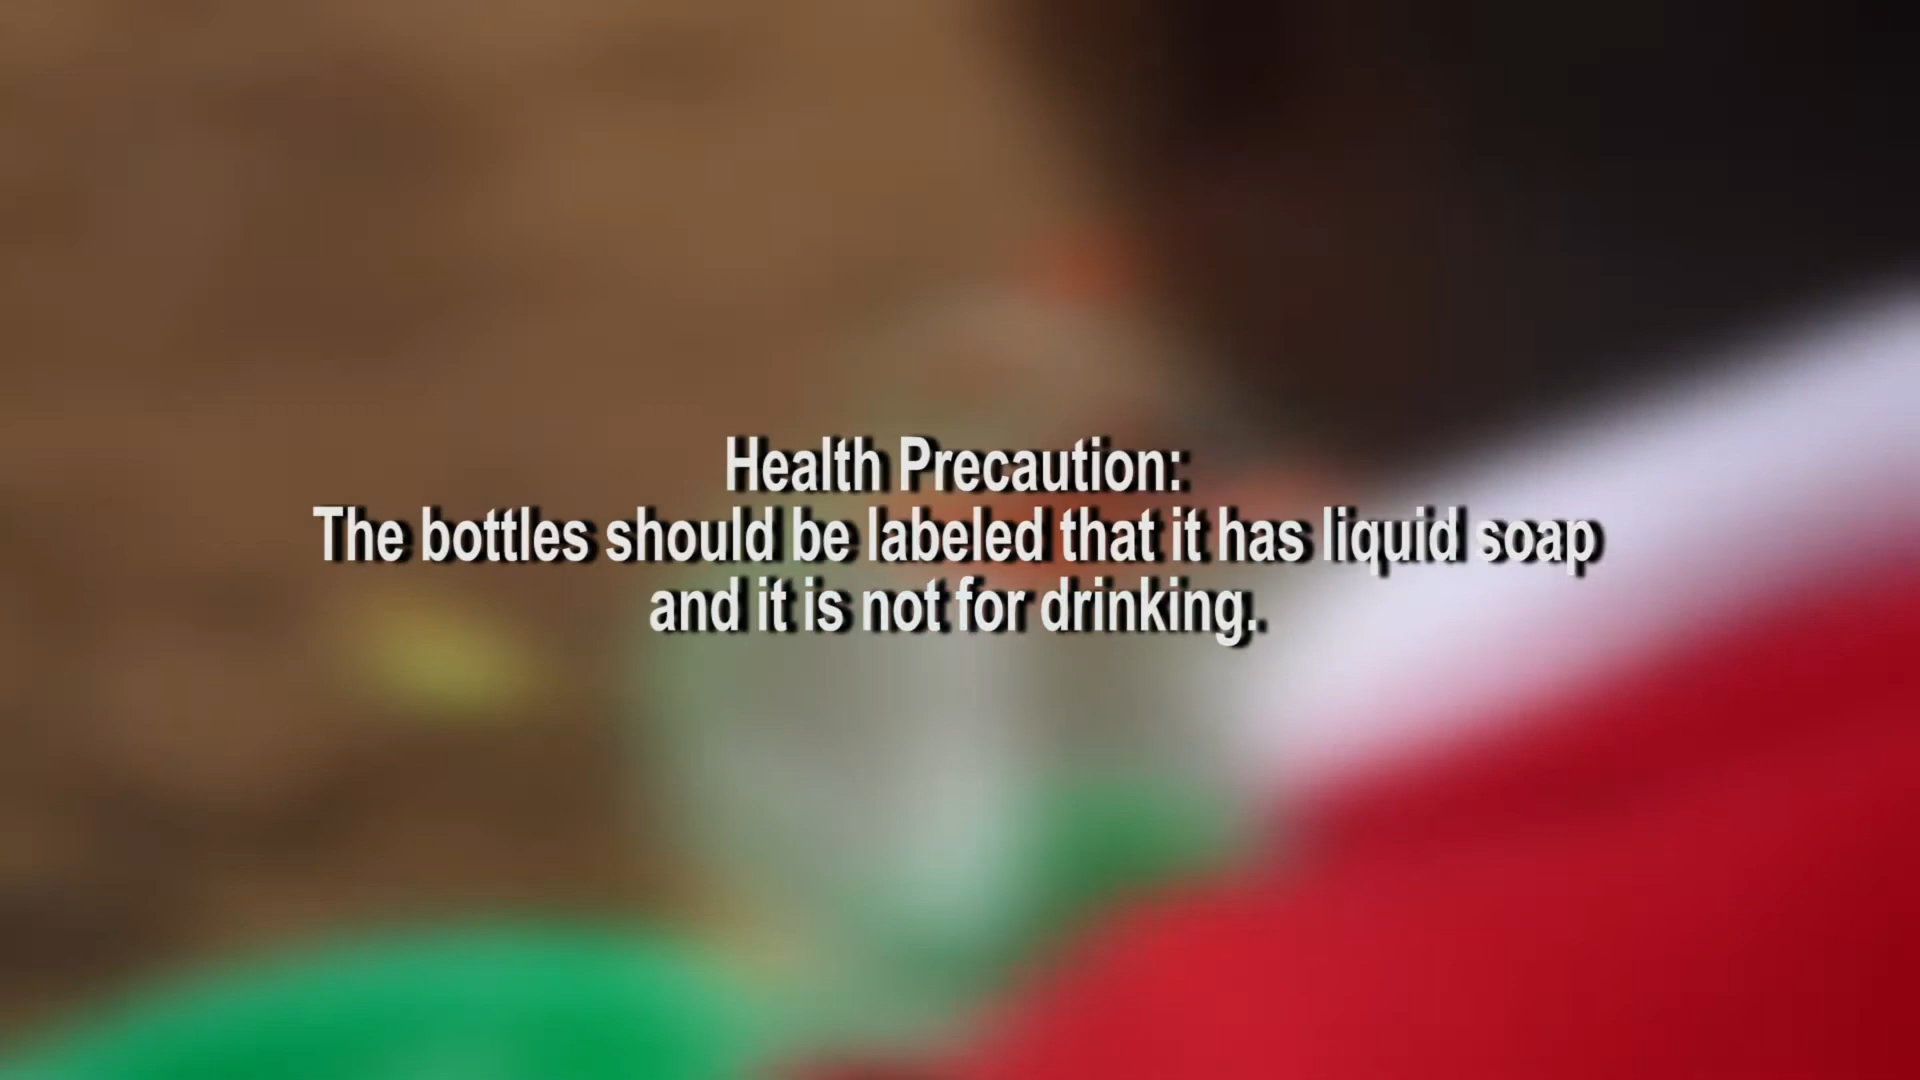 Health Precaution:
The bottles should be labeled that it has liquid soap
and it is not for drinking..